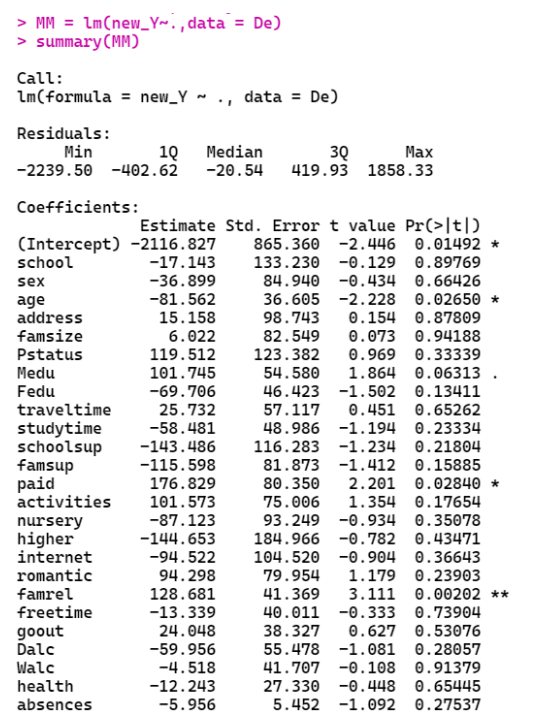 > MM = lm(new_Y~.,data = De)
> summary(MM)
Call:
lm(formula = new_Y ~ ., data = De)
Residuals:
Min 1Q Median 3Q Max
-2239.50 -402.62 -20.54 419.93 1858.33
Coefficients:
Estimate Std. Error t value Pr(>|t|)
(Intercept) -2116.827 865.360 -2.446 0.01492 *
school -17.143 133.230 -0.129 0.89769
sex -36.899 84.940 -0.434 0.66426
age -81.562 36.605 -2.228 0.02650 *
address 15.158 98.743 0.154 0.87809
famsize 6.022 82.549 0.073 0.94188
Pstatus 119.512 123.382 0.969 0.33339
Medu 101.745 54.580 1.864 0.06313 .
Fedu -69.706 46.423 -1.502 0.13411
traveltime 25.732 57.117 0.451 0.65262
studytime -58.481 48.986 -1.194 0.23334
schoolsup -143.486 116.283 -1.234 0.21804
famsup -115.598 81.873 -1.412 0.15885
paid 176.829 80.350 2.201 0.02840 *
activities 101.573 75.006 1.354 0.17654
nursery -87.123 93.249 -0.934 0.35078
higher -144.653 184.966 -0.782 0.43471
internet -94.522 104.520 -0.904 0.36643
romantic 94.298 79.954 1.179 0.23903
famrel 128.681 41.369 3.111 0.00202 **
freetime -13.339 40.011 -0.333 0.73904
goout 24.048 38.327 0.627 0.53076
Dalc -59.956 55.478 -1.081 0.28057
Walc -4.518 41.707 -0.108 0.91379
health -12.243 27.330 -0.448 0.65445
absences -5.956 5.452 -1.092 0.27537